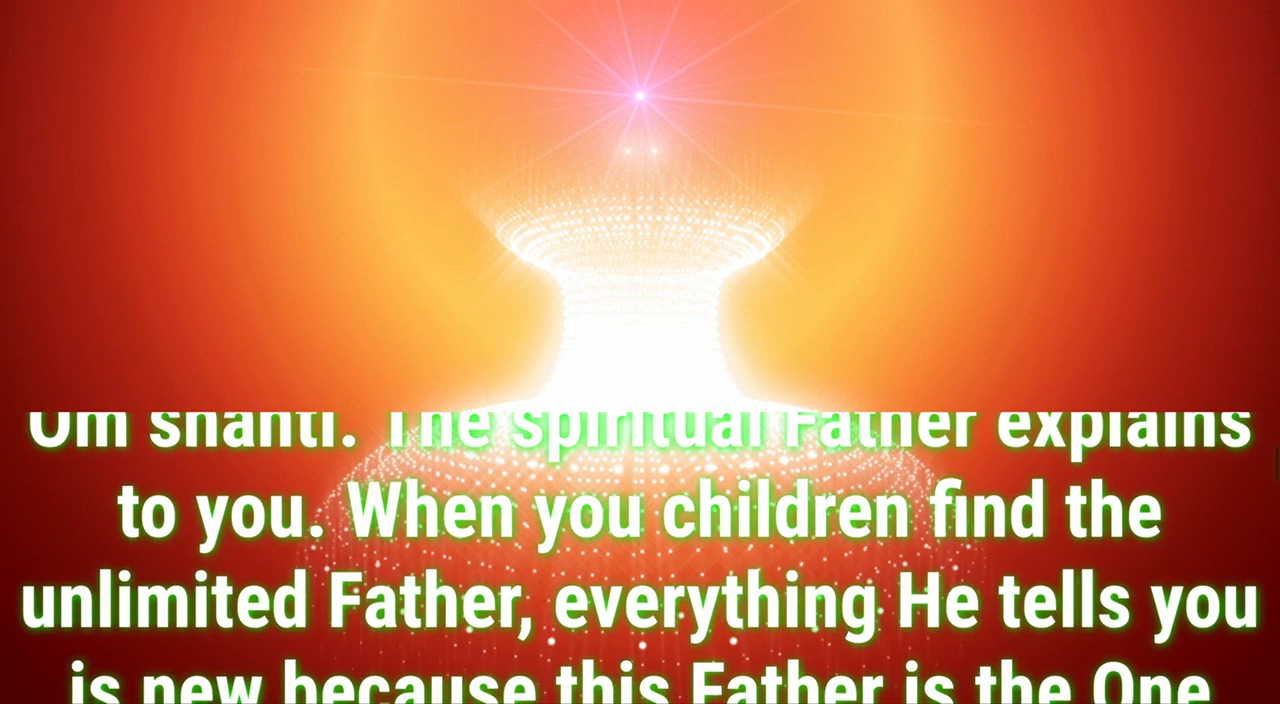 Om shanti. The spiritual Father explains
to you. When you children find the
unlimited Father, everything He tells you
is new because this Father is the One